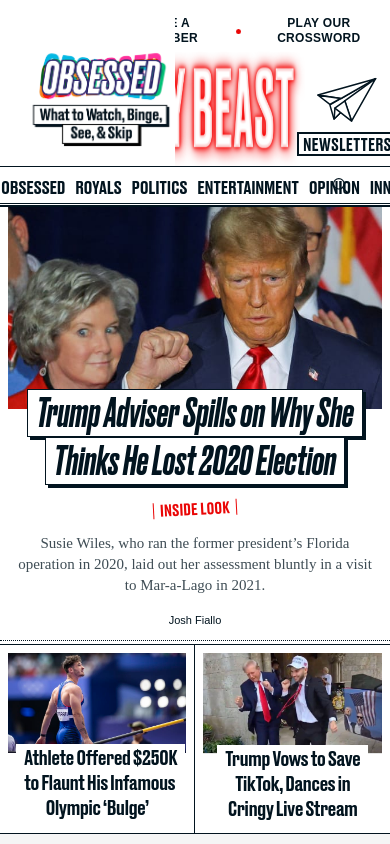 E A
BER
PLAY OUR
CROSSWORD
OBSESSED
What to Watch, Binge,
See, & Skip
Y BEAST
NEWSLETTERS
OBSESSED ROYALS POLITICS ENTERTAINMENT OPINION INN
Trump Adviser Spills on Why She
Thinks He Lost 2020 Election
INSIDE LOOK
Susie Wiles, who ran the former president’s Florida
operation in 2020, laid out her assessment bluntly in a visit
to Mar-a-Lago in 2021.
Josh Fiallo
Athlete Offered $250K
to Flaunt His Infamous
Olympic ‘Bulge’
Trump Vows to Save
TikTok, Dances in
Cringy Live Stream